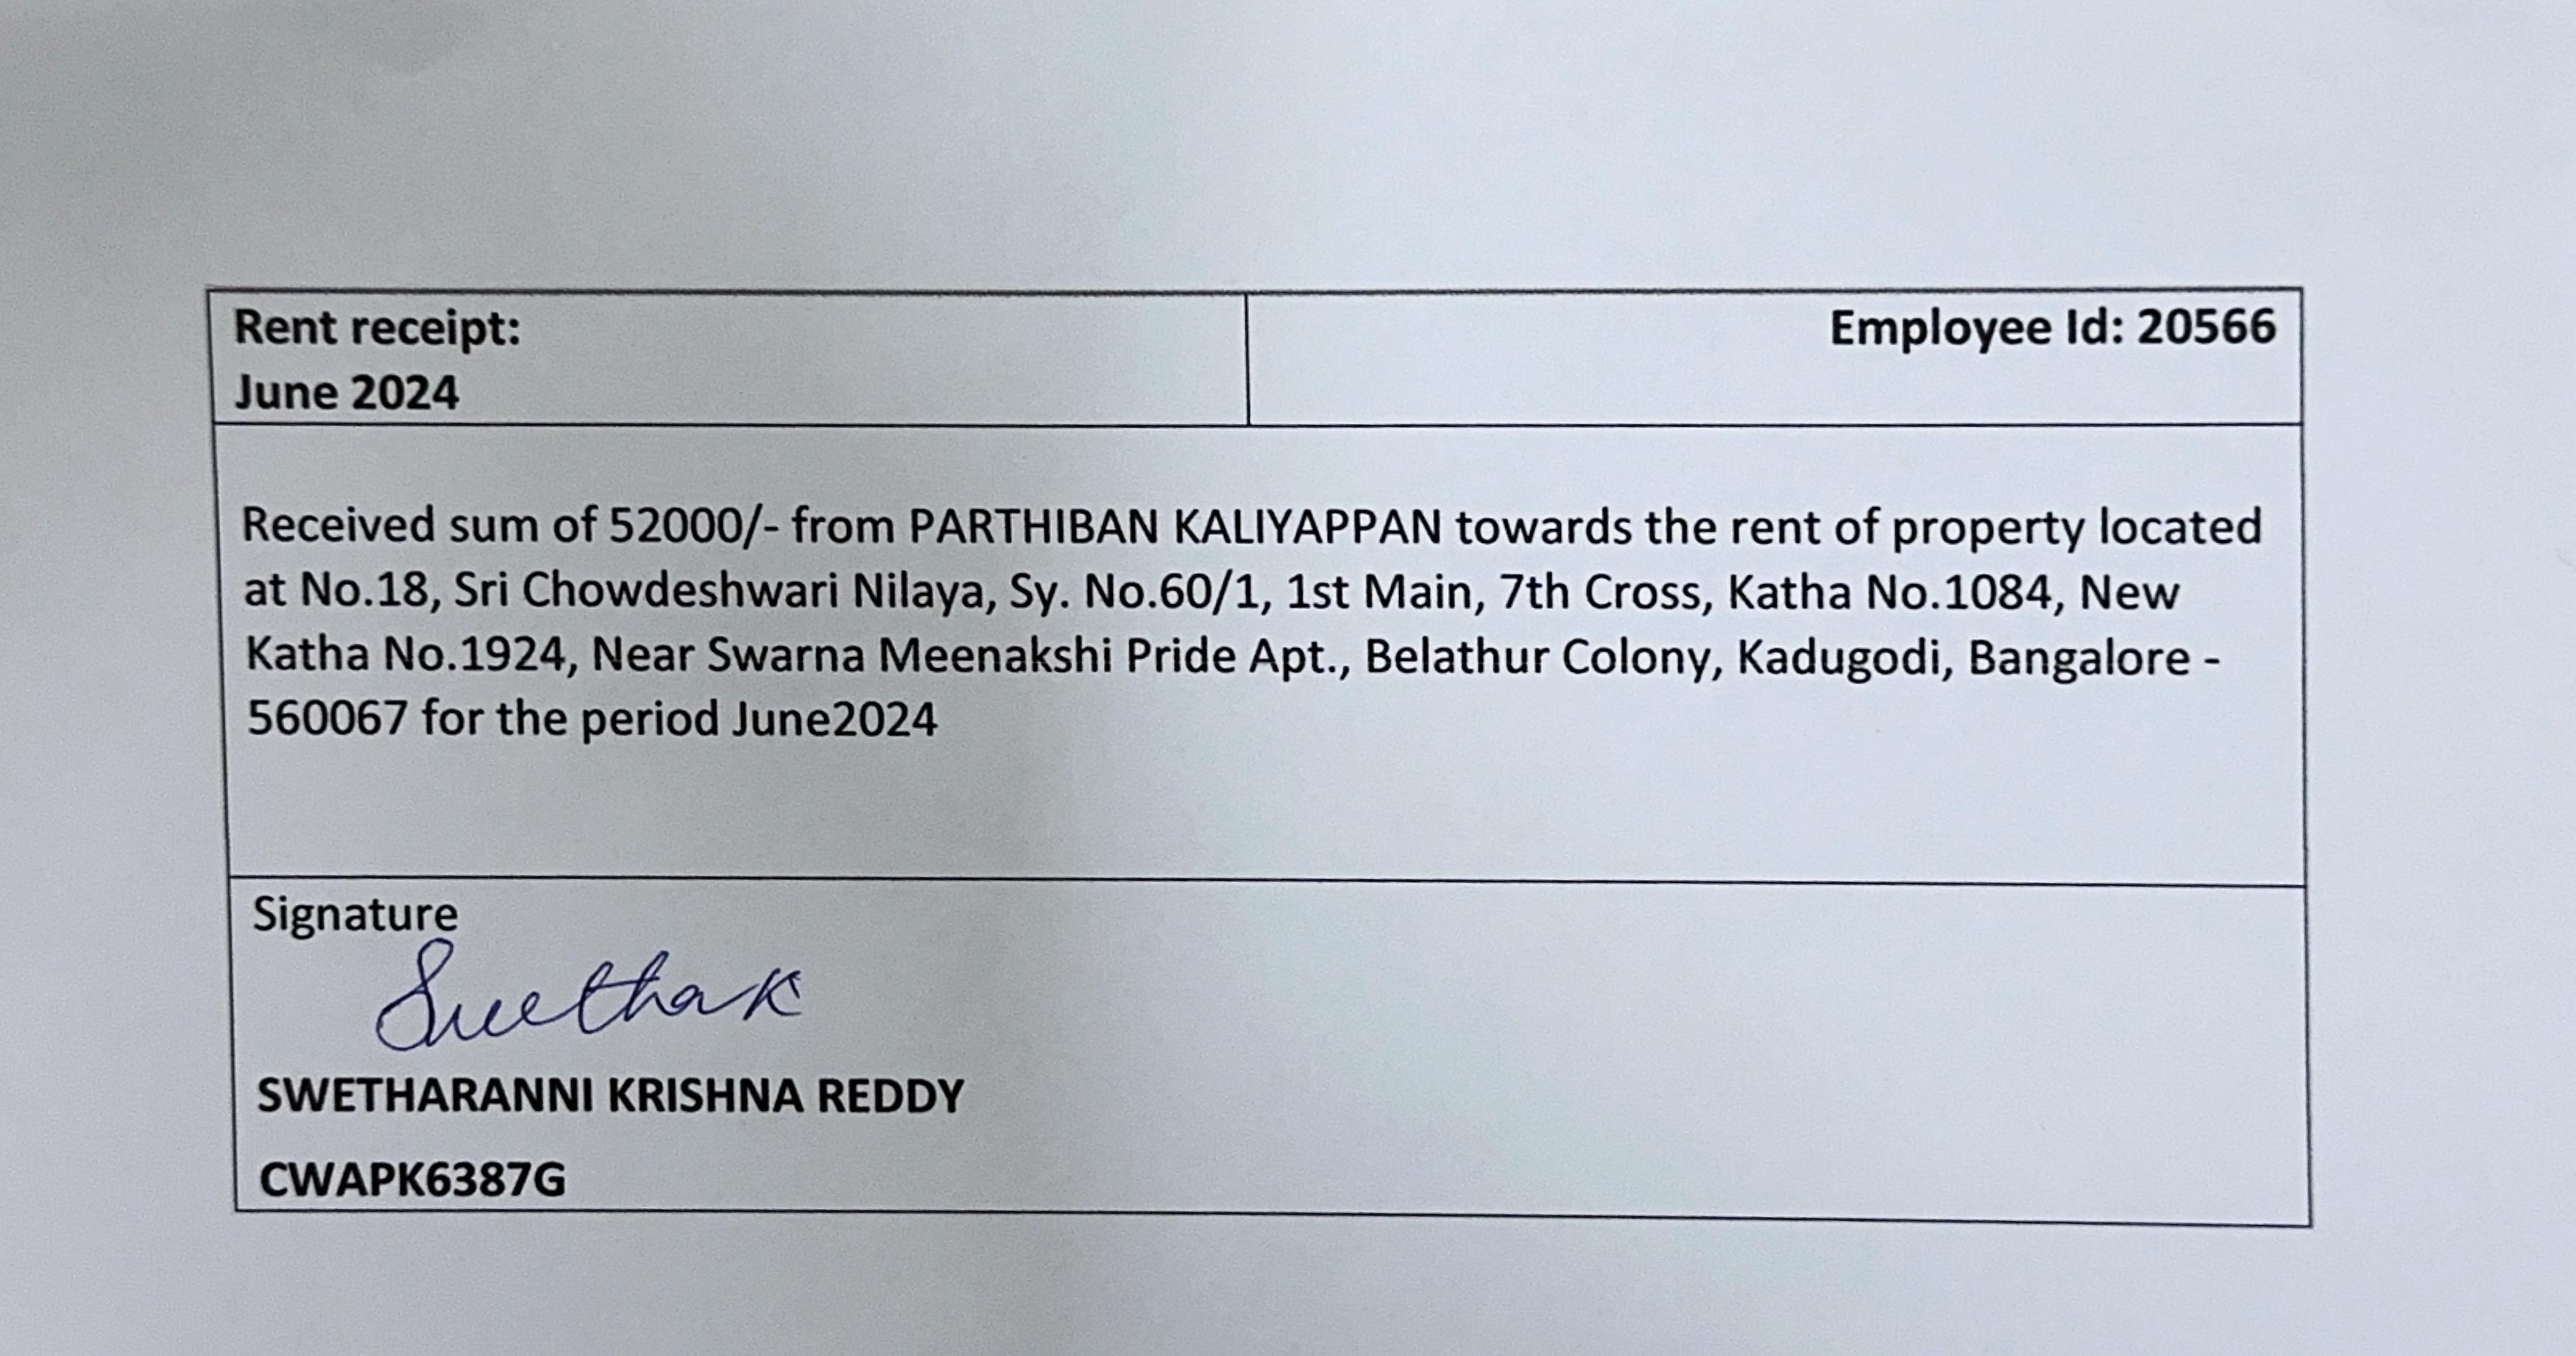 Rent receipt:
June 2024
Employee Id: 20566
Received sum of 52000/- from PARTHIBAN KALIYAPPAN towards the rent of property located
at No.18, Sri Chowdeshwari Nilaya, Sy. No.60/1, 1st Main, 7th Cross, Katha No.1084, New
Katha No.1924, Near Swarna Meenakshi Pride Apt., Belathur Colony, Kadugodi, Bangalore -
560067 for the period June2024
Signature
Swetha K
SWETHARANNI KRISHNA REDDY
CWAPK6387G